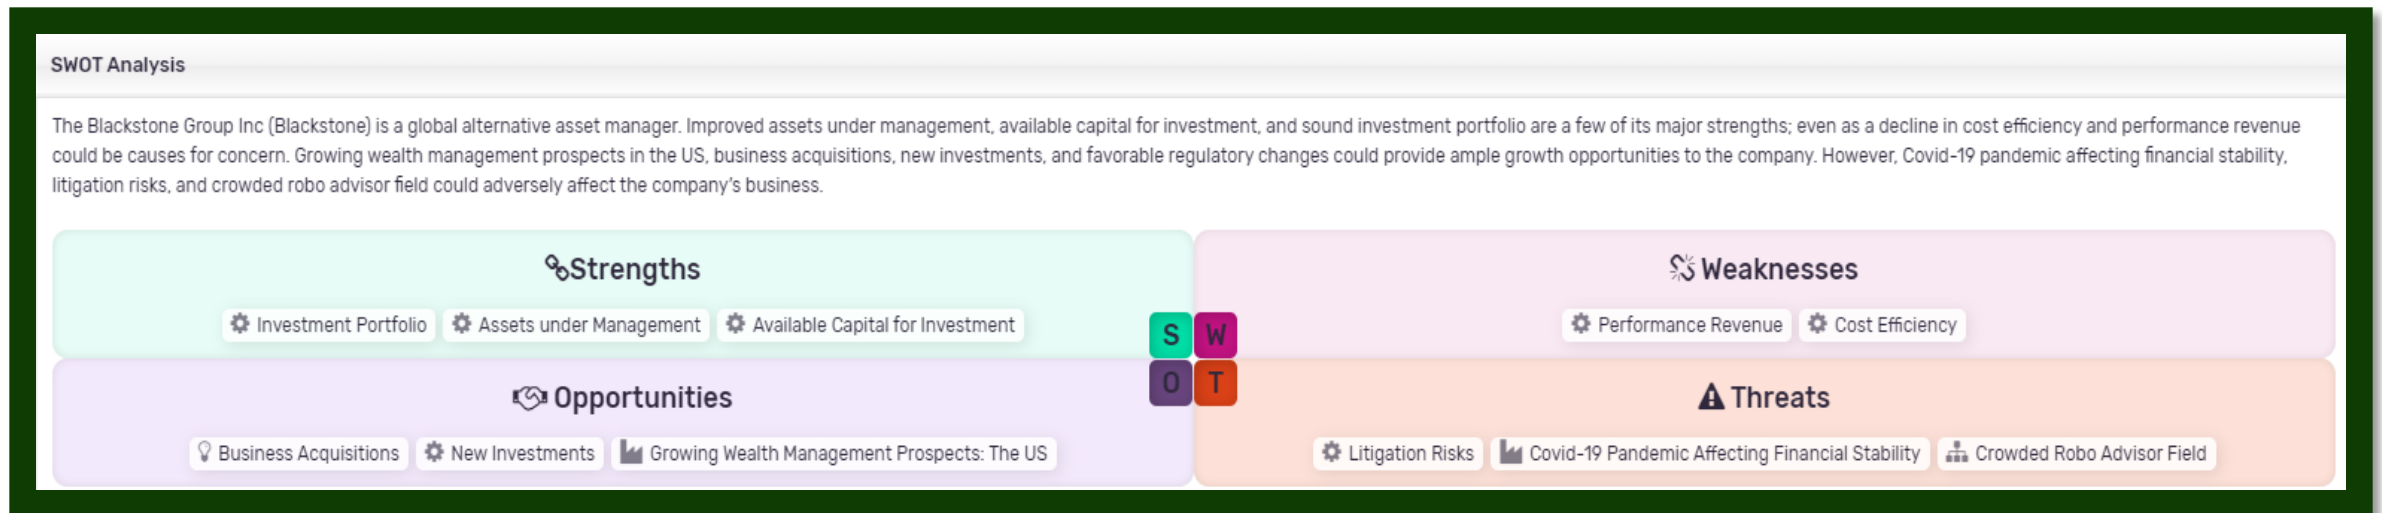 SWOT Analysis
The Blackstone Group Inc (Blackstone) is a global alternative asset manager. Improved assets under management, available capital for investment, and sound investment portfolio are a few of its major strengths; even as a decline in cost efficiency and performance revenue
could be causes for concern. Growing wealth management prospects in the US, business acquisitions, new investments, and favorable regulatory changes could provide ample growth opportunities to the company. However, Covid-19 pandemic affecting financial stability,
litigation risks, and crowded robo advisor field could adversely affect the company's business.
Strengths
Investment Portfolio Assets under Management Available Capital for Investment
Weaknesses
Performance Revenue Cost Efficiency
S W
O T
Opportunities
Business Acquisitions New Investments Growing Wealth Management Prospects: The US
Threats
Litigation Risks Covid-19 Pandemic Affecting Financial Stability Crowded Robo Advisor Field